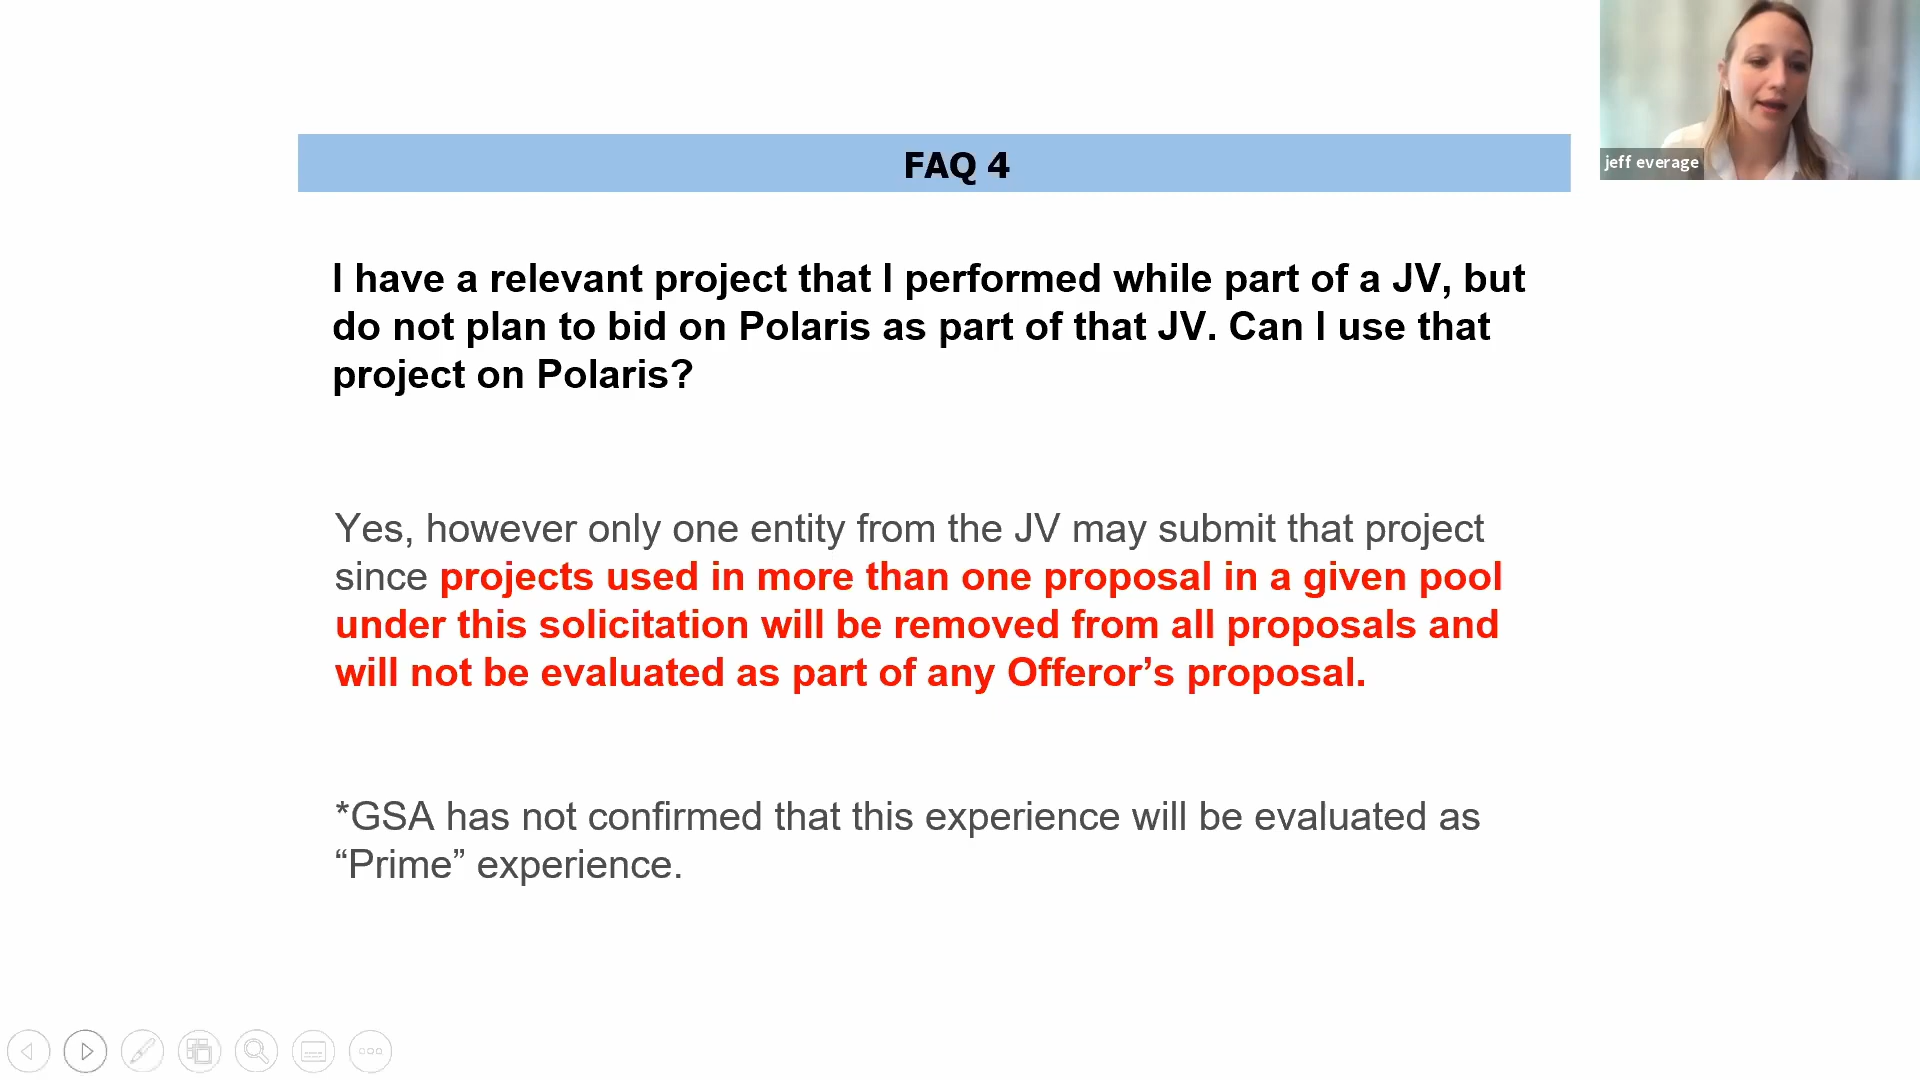 FAQ 4
jeff everage
I have a relevant project that I performed while part of a JV, but
do not plan to bid on Polaris as part of that JV. Can I use that
project on Polaris?
Yes, however only one entity from the JV may submit that project
since projects used in more than one proposal in a given pool
under this solicitation will be removed from all proposals and
will not be evaluated as part of any Offeror’s proposal.
*GSA has not confirmed that this experience will be evaluated as
“Prime” experience.